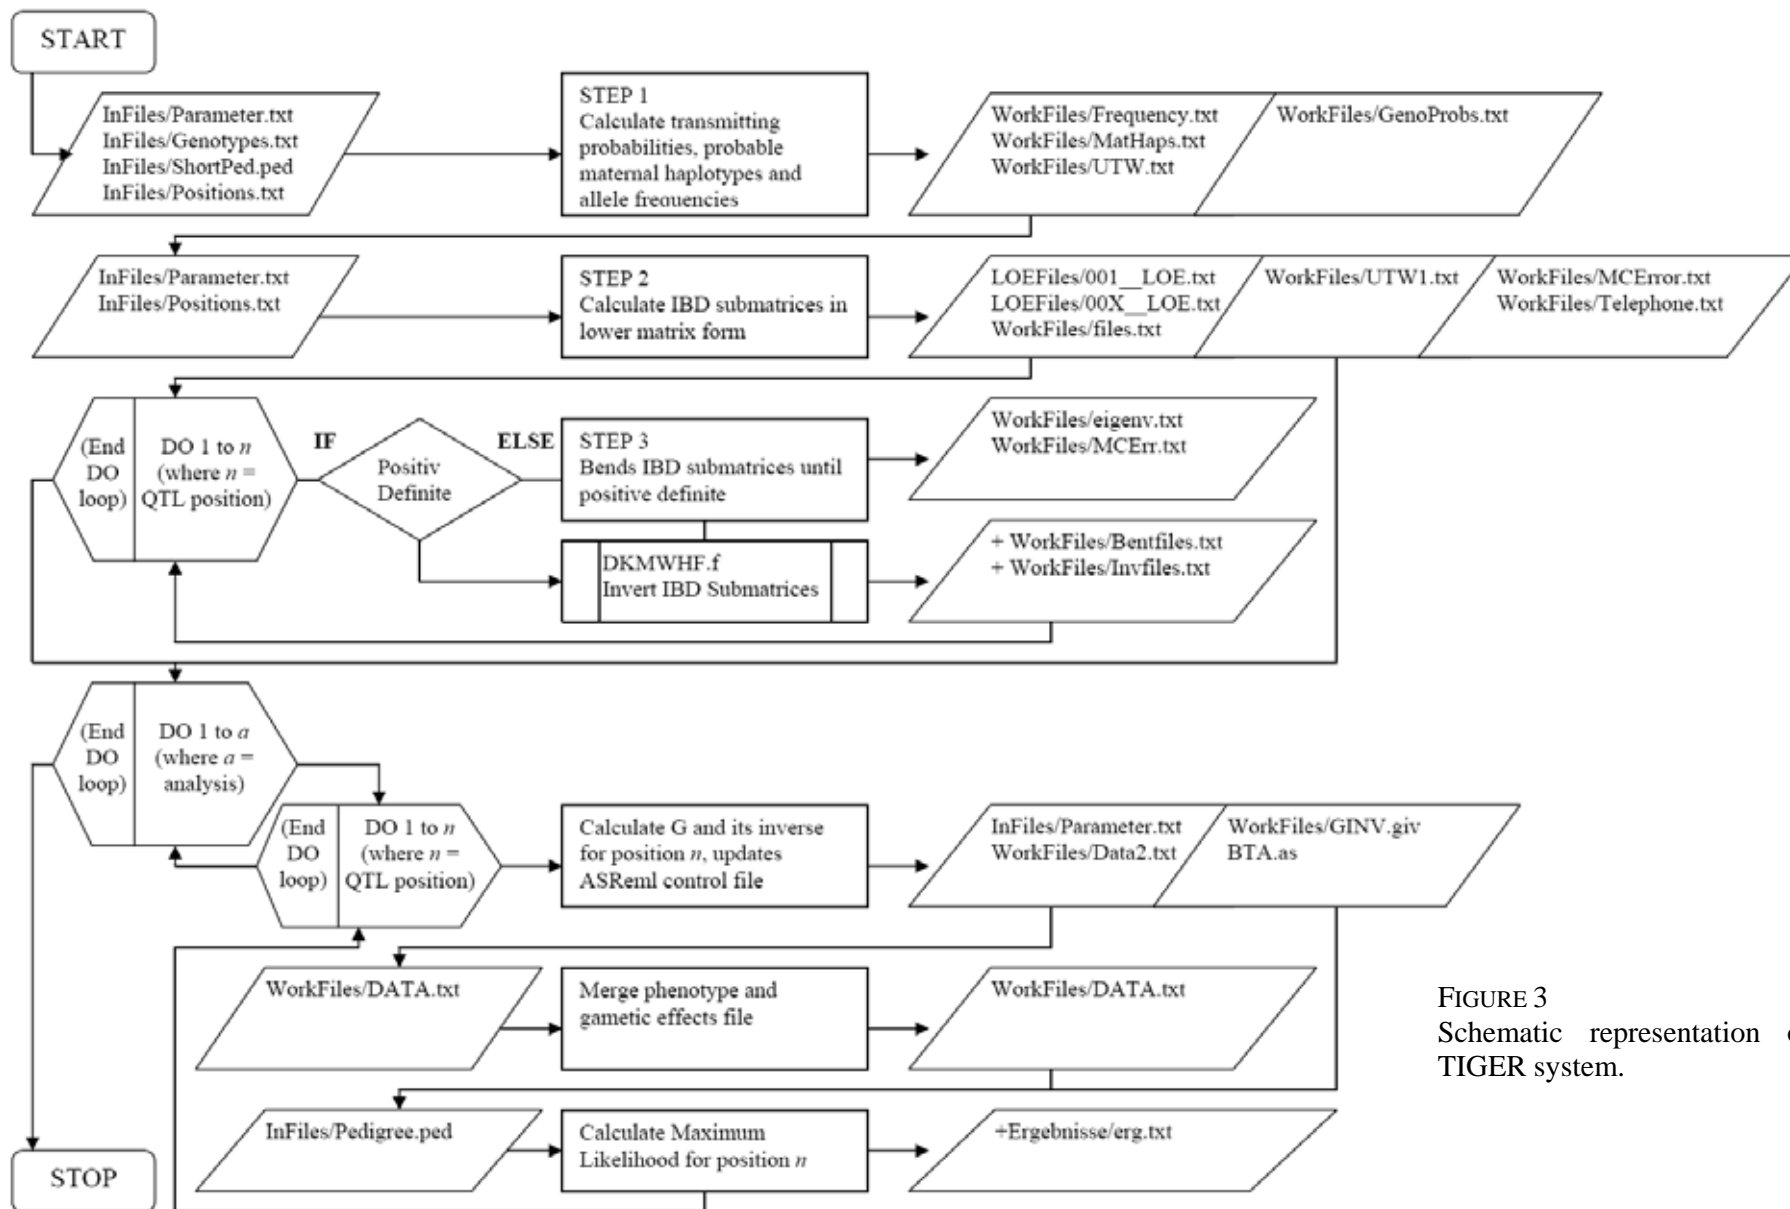 START
InFiles/Parameter.txt
InFiles/Genotypes.txt
InFiles/ShortPed.ped
InFiles/Positions.txt
STEP 1
Calculate transmitting
probabilities, probable
maternal haplotypes and
allele frequencies
WorkFiles/Frequency.txt
WorkFiles/MatHaps.txt
WorkFiles/UTW.txt
WorkFiles/GenoProbs.txt
InFiles/Parameter.txt
InFiles/Positions.txt
STEP 2
Calculate IBD submatrices in
lower matrix form
LOEFiles/001__LOE.txt
LOEFiles/00X__LOE.txt
WorkFiles/files.txt
WorkFiles/UTW1.txt
WorkFiles/MCError.txt
WorkFiles/Telephone.txt
(End
DO
loop)
DO 1 to n
(where n =
QTL position)
IF
Positiv
Definite
ELSE
STEP 3
Bends IBD submatrices until
positive definite
WorkFiles/eigenv.txt
WorkFiles/MCErr.txt
DKMWHF.f
Invert IBD Submatrices
+ WorkFiles/Bentfiles.txt
+ WorkFiles/Invfiles.txt
(End
DO
loop)
DO 1 to a
(where a =
analysis)
(End
DO
loop)
DO 1 to n
(where n =
QTL position)
Calculate G and its inverse
for position n, updates
ASReml control file
InFiles/Parameter.txt
WorkFiles/Data2.txt
WorkFiles/GINV.giv
BTA.as
WorkFiles/DATA.txt
Merge phenotype and
gametic effects file
WorkFiles/DATA.txt
InFiles/Pedigree.ped
Calculate Maximum
Likelihood for position n
+Ergebnisse/erg.txt
STOP
FIGURE 3
Schematic representation
TIGER system.